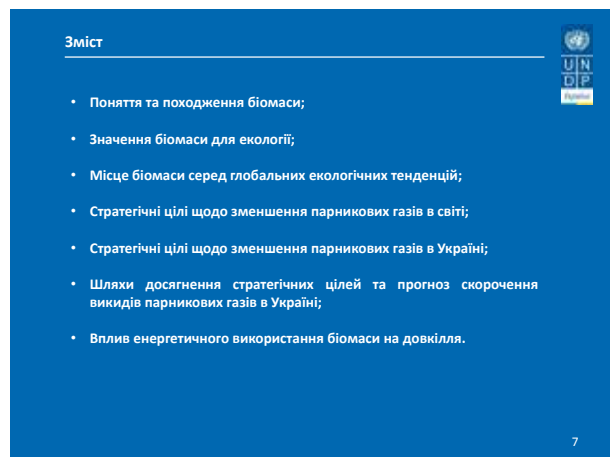 Зміст
U N
D P
Україна
• Поняття та походження біомаси;
• Значення біомаси для екології;
• Місце біомаси серед глобальних екологічних тенденцій;
• Стратегічні цілі щодо зменшення парникових газів в світі;
• Стратегічні цілі щодо зменшення парникових газів в Україні;
• Шляхи досягнення стратегічних цілей та прогноз скорочення
викидів парникових газів в Україні;
• Вплив енергетичного використання біомаси на довкілля.
7